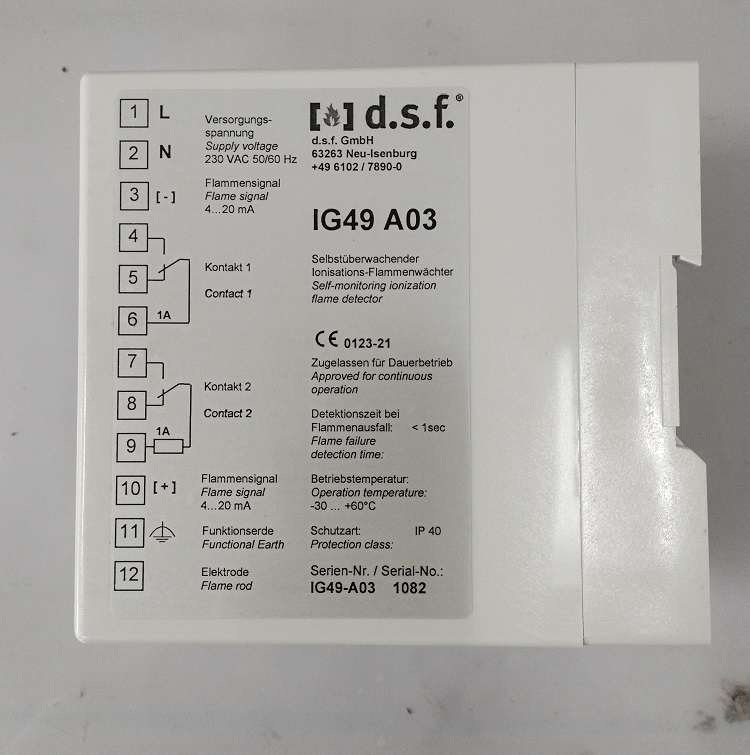 1 L
Versorgungs-
spannung
Supply voltage
230 VAC 50/60 Hz
2 N
3 [-]
Flammensignal
Flame signal
4...20 mA
4
5
6 1A
Kontakt 1
Contact 1
7
8
9 1A
Kontakt 2
Contact 2
10 [+]
Flammensignal
Flame signal
4...20 mA
11
Funktionserde
Functional Earth
12
Elektrode
Flame rod
[ ] d.s.f.®
d.s.f. GmbH
63263 Neu-Isenburg
+49 6102 / 7890-0
IG49 A03
Selbstüberwachender
Ionisations-Flammenwächter
Self-monitoring ionization
flame detector
CE 0123-21
Zugelassen für Dauerbetrieb
Approved for continuous
operation
Detektionszeit bei
Flammenausfall: < 1sec
Flame failure
detection time:
Betriebstemperatur:
Operation temperature:
-30 ... +60°C
Schutzart: IP 40
Protection class:
Serien-Nr. / Serial-No.:
IG49-A03 1082